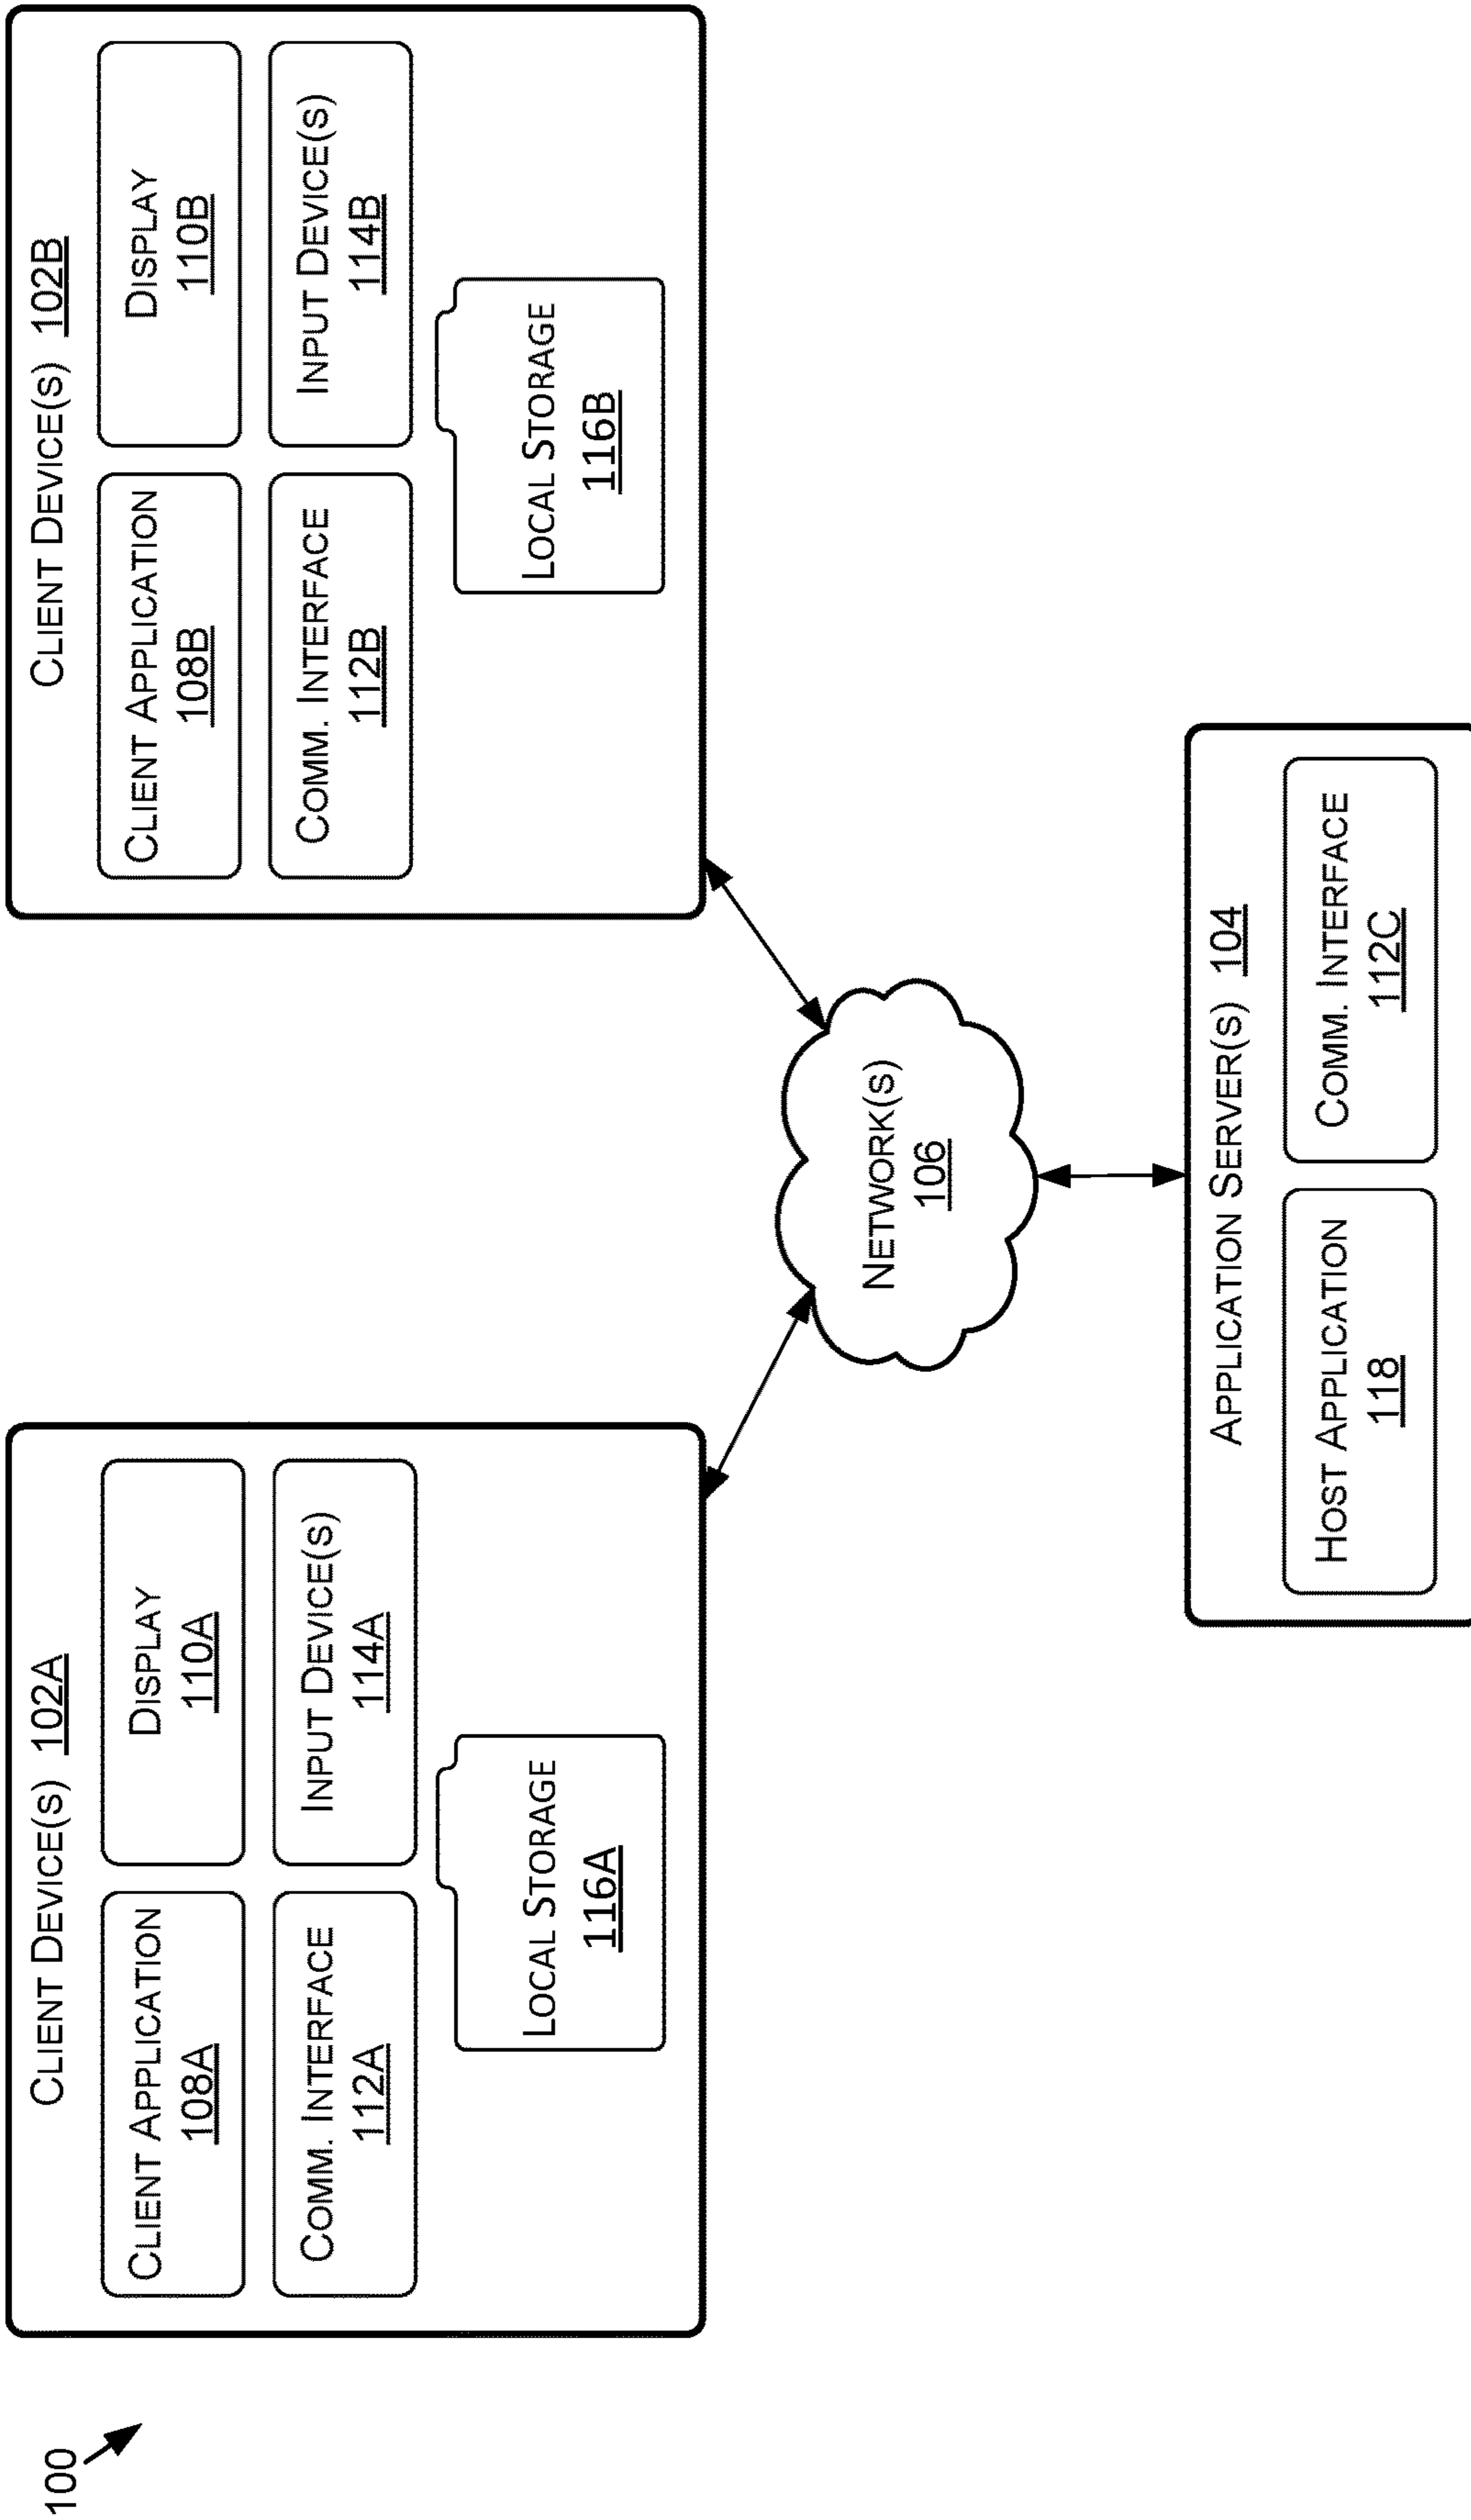 100
CLIENT DEVICE(S) 102A
CLIENT APPLICATION
108A
DISPLAY
110A
COMM. INTERFACE
112A
INPUT DEVICE(S)
114A
LOCAL STORAGE
116A
CLIENT DEVICE(S) 102B
CLIENT APPLICATION
108B
DISPLAY
110B
COMM. INTERFACE
112B
INPUT DEVICE(S)
114B
LOCAL STORAGE
116B
NETWORK(S)
106
APPLICATION SERVER(S) 104
HOST APPLICATION
118
COMM. INTERFACE
112C